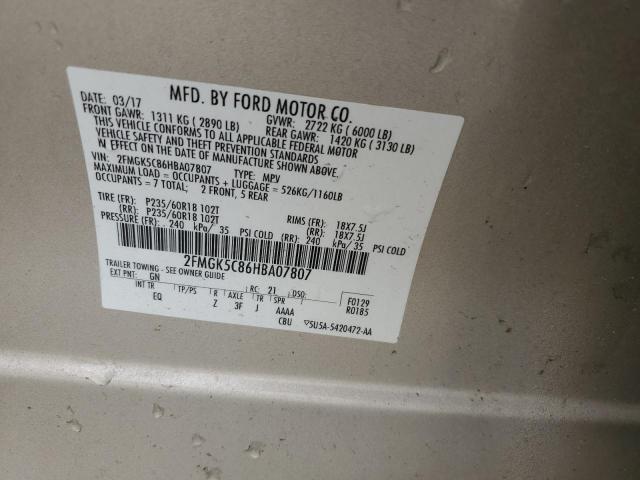 MFD. BY FORD MOTOR CO.
DATE: 03/17 GVWR: 2722 KG ( 6000 LB)
FRONT GAWR: 1311 KG ( 2890 LB) REAR GAWR: 1420 KG ( 3130 LB)
THIS VEHICLE CONFORMS TO ALL APPLICABLE FEDERAL MOTOR
VEHICLE SAFETY AND THEFT PREVENTION STANDARDS
IN EFFECT ON THE DATE OF MANUFACTURE SHOWN ABOVE.
VIN: 2FMGK5C86HBA07807 TYPE: MPV
MAXIMUM LOAD = OCCUPANTS + LUGGAGE = 526KG/1160LB
OCCUPANTS = 7 TOTAL; 2 FRONT, 5 REAR
TIRE (FR): P235/60R18 102T RIMS (FR): 18X7.5J
(RR): P235/60R18 102T (RR): 18X7.5J
PSI COLD (FR): 240 kPa/ 35 PSI COLD (RR): 240 kPa/ 35 PSI COLD
2FMGK5C86HBA07807
TRAILER TOWING - SEE OWNER GUIDE
EXT PNT: GN RC: 21 DSO: F0129
INT TR TP/PS R AXLE TR SPR R0185
EQ Z 3F J AAAA
CBU ▽SU5A-5420472-AA